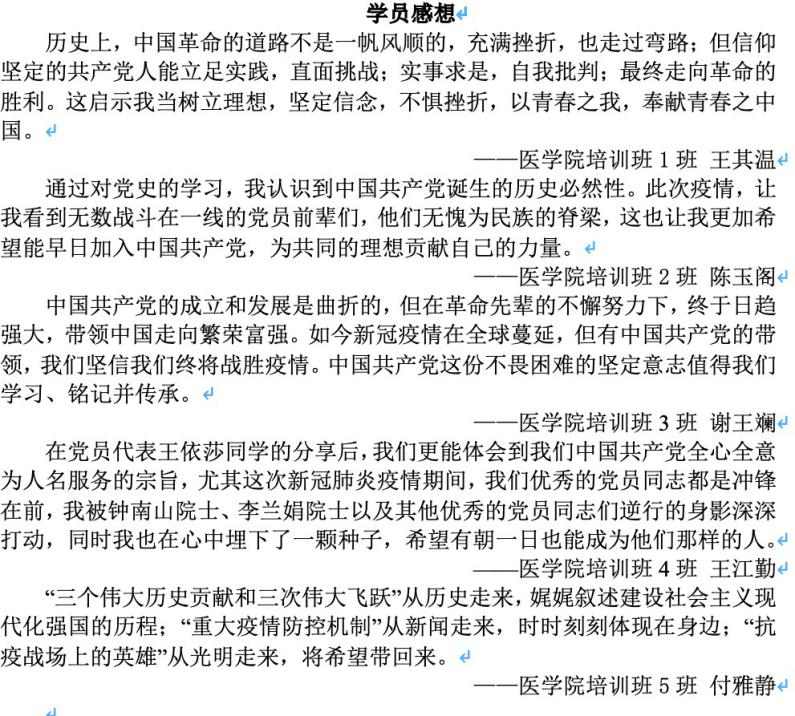 学员感想
历史上，中国革命的道路不是一帆风顺的，充满挫折，也走过弯路；但信仰
坚定的共产党人能立足实践，直面挑战；实事求是，自我批判；最终走向革命的
胜利。这启示我当树立理想，坚定信念，不惧挫折，以青春之我，奉献青春之中
国。
——医学院培训班 1 班 王其温
通过对党史的学习，我认识到中国共产党诞生的历史必然性。此次疫情，让
我看到无数战斗在一线的党员前辈们，他们无愧为民族的脊梁，这也让我更加希
望能早日加入中国共产党，为共同的理想贡献自己的力量。
——医学院培训班 2 班 陈玉阁
中国共产党的成立和发展是曲折的，但在革命先辈的不懈努力下，终于日趋
强大，带领中国走向繁荣富强。如今新冠疫情在全球蔓延，但有中国共产党的带
领，我们坚信我们终将战胜疫情。中国共产党这份不畏困难的坚定意志值得我们
学习、铭记并传承。
——医学院培训班 3 班 谢王斓
在党员代表王依莎同学的分享后，我们更能体会到我们中国共产党全心全意
为人名服务的宗旨，尤其这次新冠肺炎疫情期间，我们优秀的党员同志都是冲锋
在前，我被钟南山院士、李兰娟院士以及其他优秀的党员同志们逆行的身影深深
打动，同时我也在心中埋下了一颗种子，希望有朝一日也能成为他们那样的人。
——医学院培训班 4 班 王江勤
“三个伟大历史贡献和三次伟大飞跃”从历史走来，娓娓叙述建设社会主义现
代化强国的历程；“重大疫情防控机制”从新闻走来，时时刻刻体现在身边；“抗
疫战场上的英雄”从光明走来，将希望带回来。
——医学院培训班 5 班 付雅静